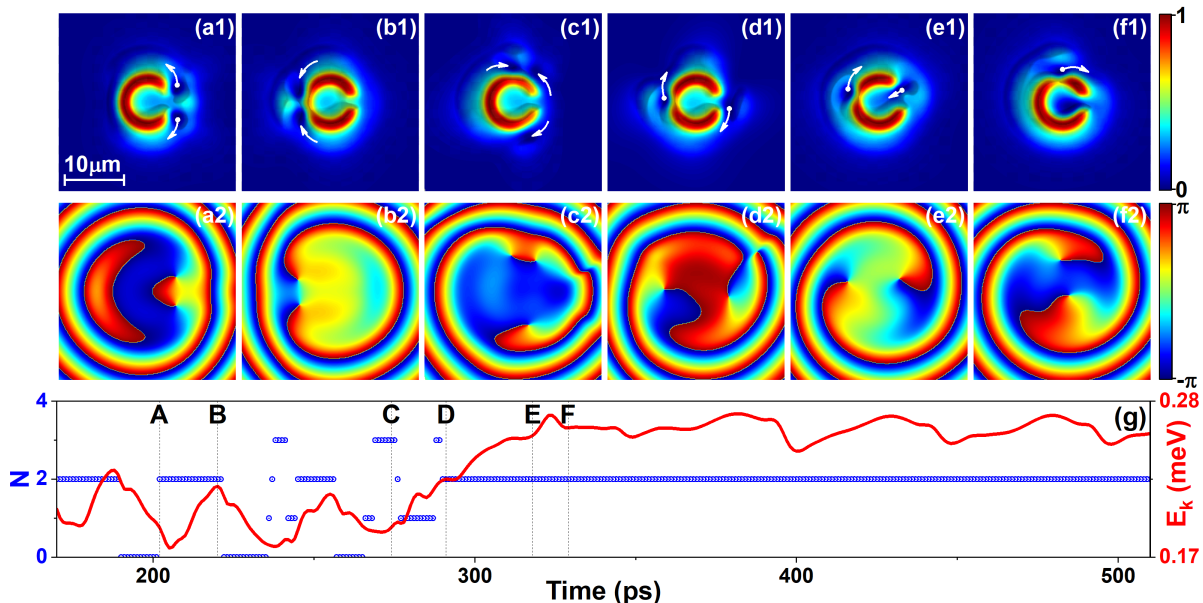 (a1) (b1) (c1) (d1) (e1) (f1) 1
10μm 0
(a2) (b2) (c2) (d2) (e2) (f2) π
-π
4 A B C D E F (g) 0.28
N 2 E_k (meV)
0 0.17
200 300 400 500
Time (ps)